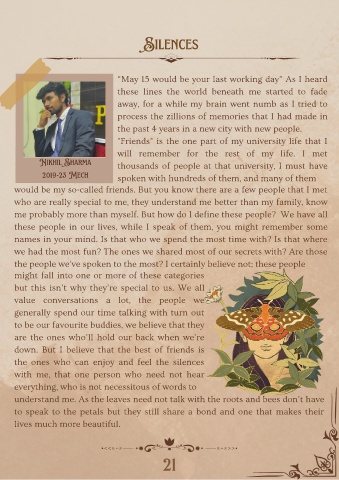 SILENCES
"May 15 would be your last working day" As I heard
these lines the world beneath me started to fade
away, for a while my brain went numb as I tried to
process the zillions of memories that I had made in
the past 4 years in a new city with new people.
"Friends" is the one part of my university life that I
will remember for the rest of my life. I met
thousands of people at that university, I must have
spoken with hundreds of them, and many of them
NIKHIL SHARMA
2019-23 MECH
would be my so-called friends. But you know there are few people that I met
who are really special to me, they understand me better than my family, know
me probably more than myself. But how do I define these people? We have all
these people in our lives, while I speak of them, you might remember some
names in your mind. Is that who we spend the most time with? Is that where
we had the most fun? The ones we shared most of our secrets with? Are those
the people we've spoken to the most? I certainly believe not; these people
might fall into one or more of these categories
but this isn't why they're special to us. We all
value conversations a lot, the people we
generally spend our time talking with turn out
to be our favourite buddies, we believe that they
are the ones who'll hold our back when we're
down. But I believe that the best of friends is
the ones who can enjoy and feel the silences
with me, that one person who need not hear
everything, who is not necessitous of words to
understand me. As the leaves need not talk with the roots and bees don't have
to speak to the petals but they still share a bond and one that makes their
lives much more beautiful.
21